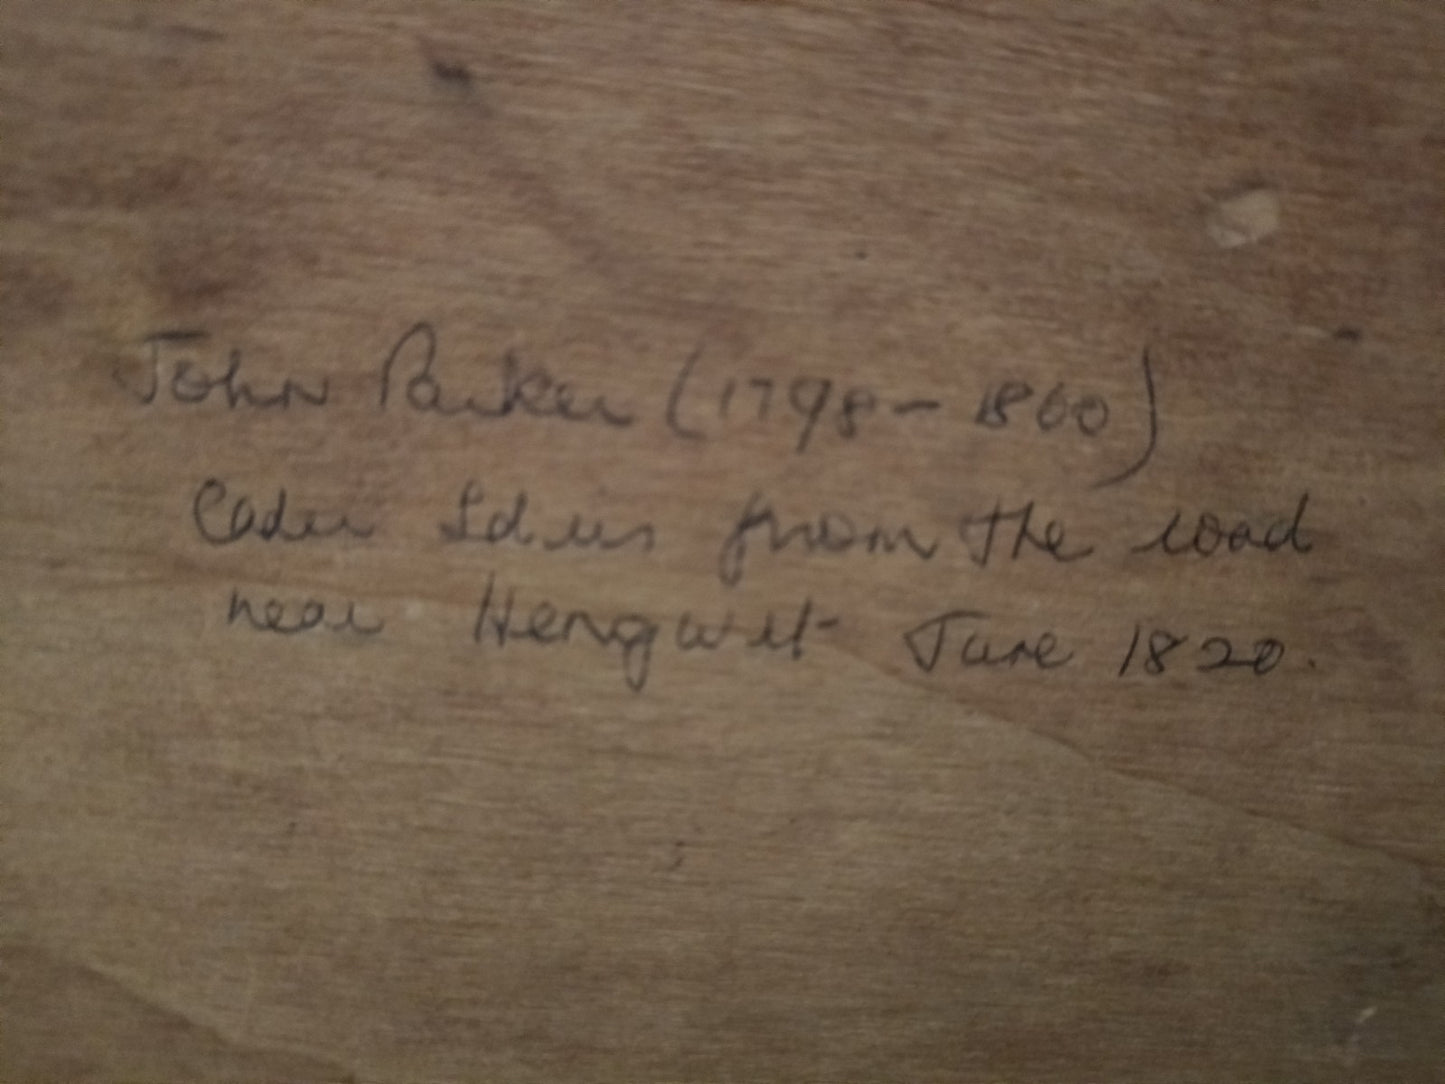 John Parker (1798-1860)
Cader Idris from the road
near Hengwrt June 1820.